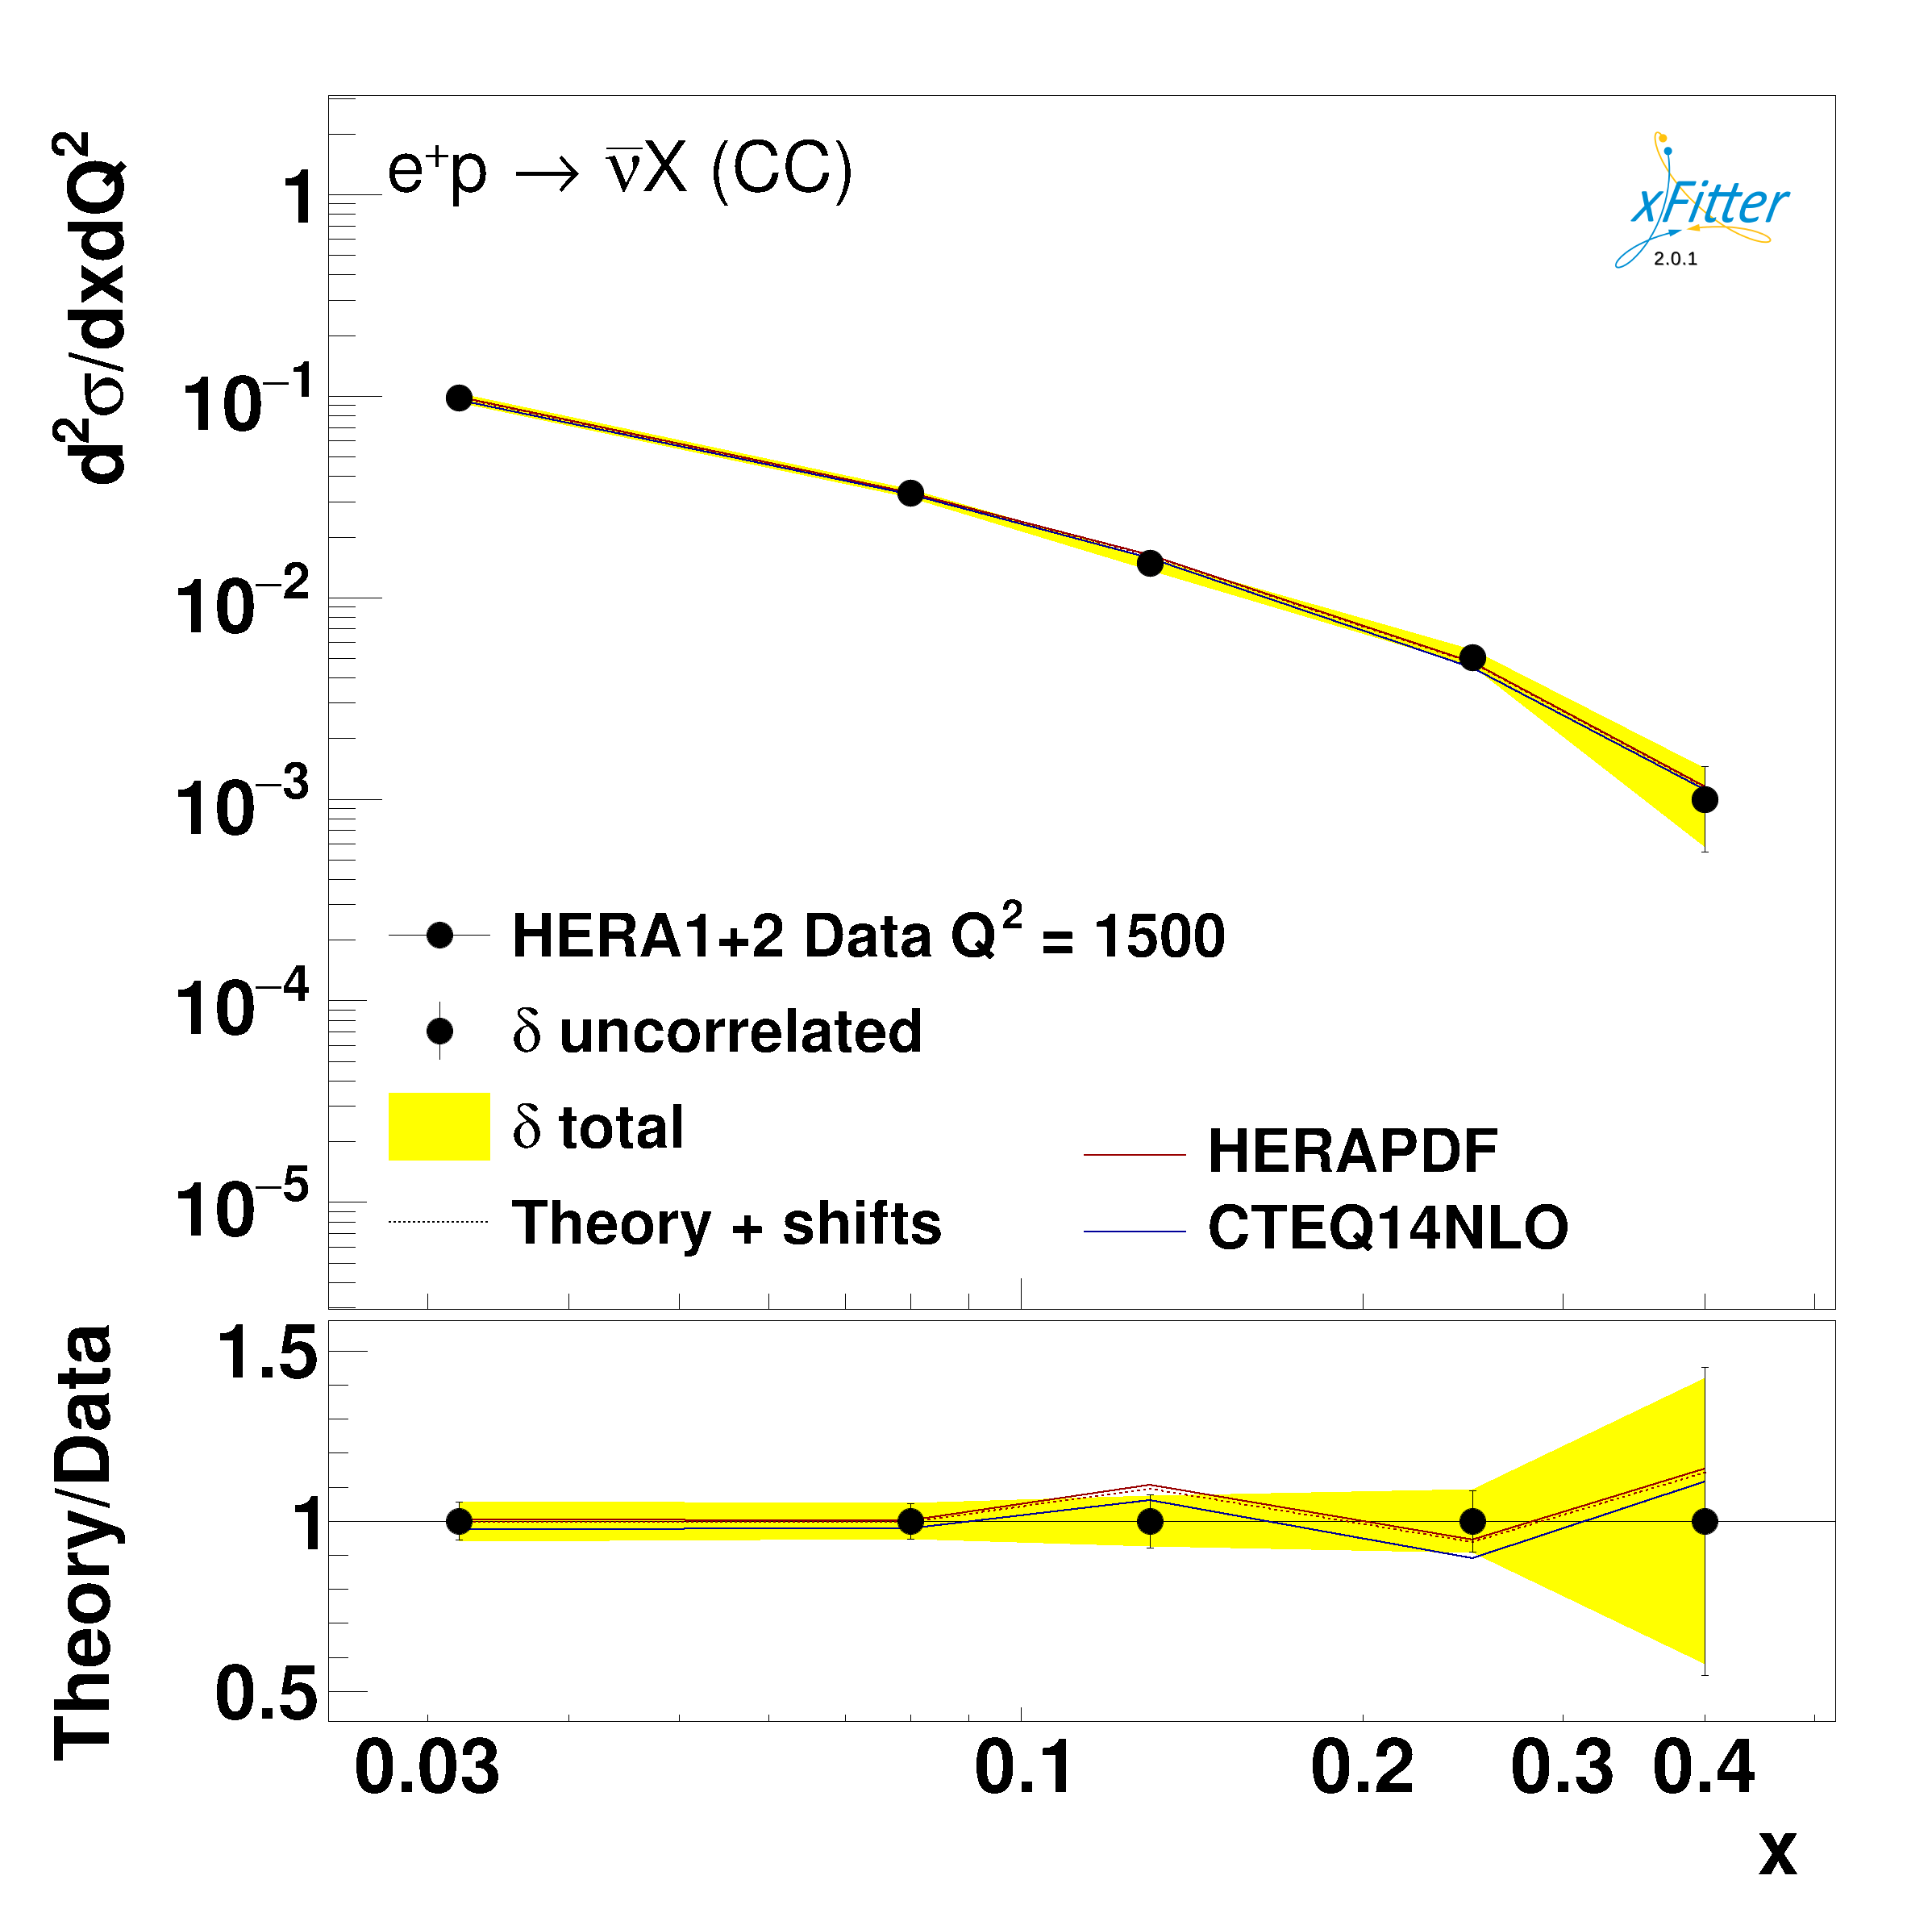 e⁺p → ν̅X (CC)
xFitter
2.0.1
d²σ/dxdQ²
1
10⁻¹
10⁻²
10⁻³
10⁻⁴
10⁻⁵
HERA1+2 Data Q² = 1500
δ uncorrelated
δ total
Theory + shifts
HERAPDF
CTEQ14NLO
Theory/Data
1.5
1
0.5
0.03 0.1 0.2 0.3 0.4
x